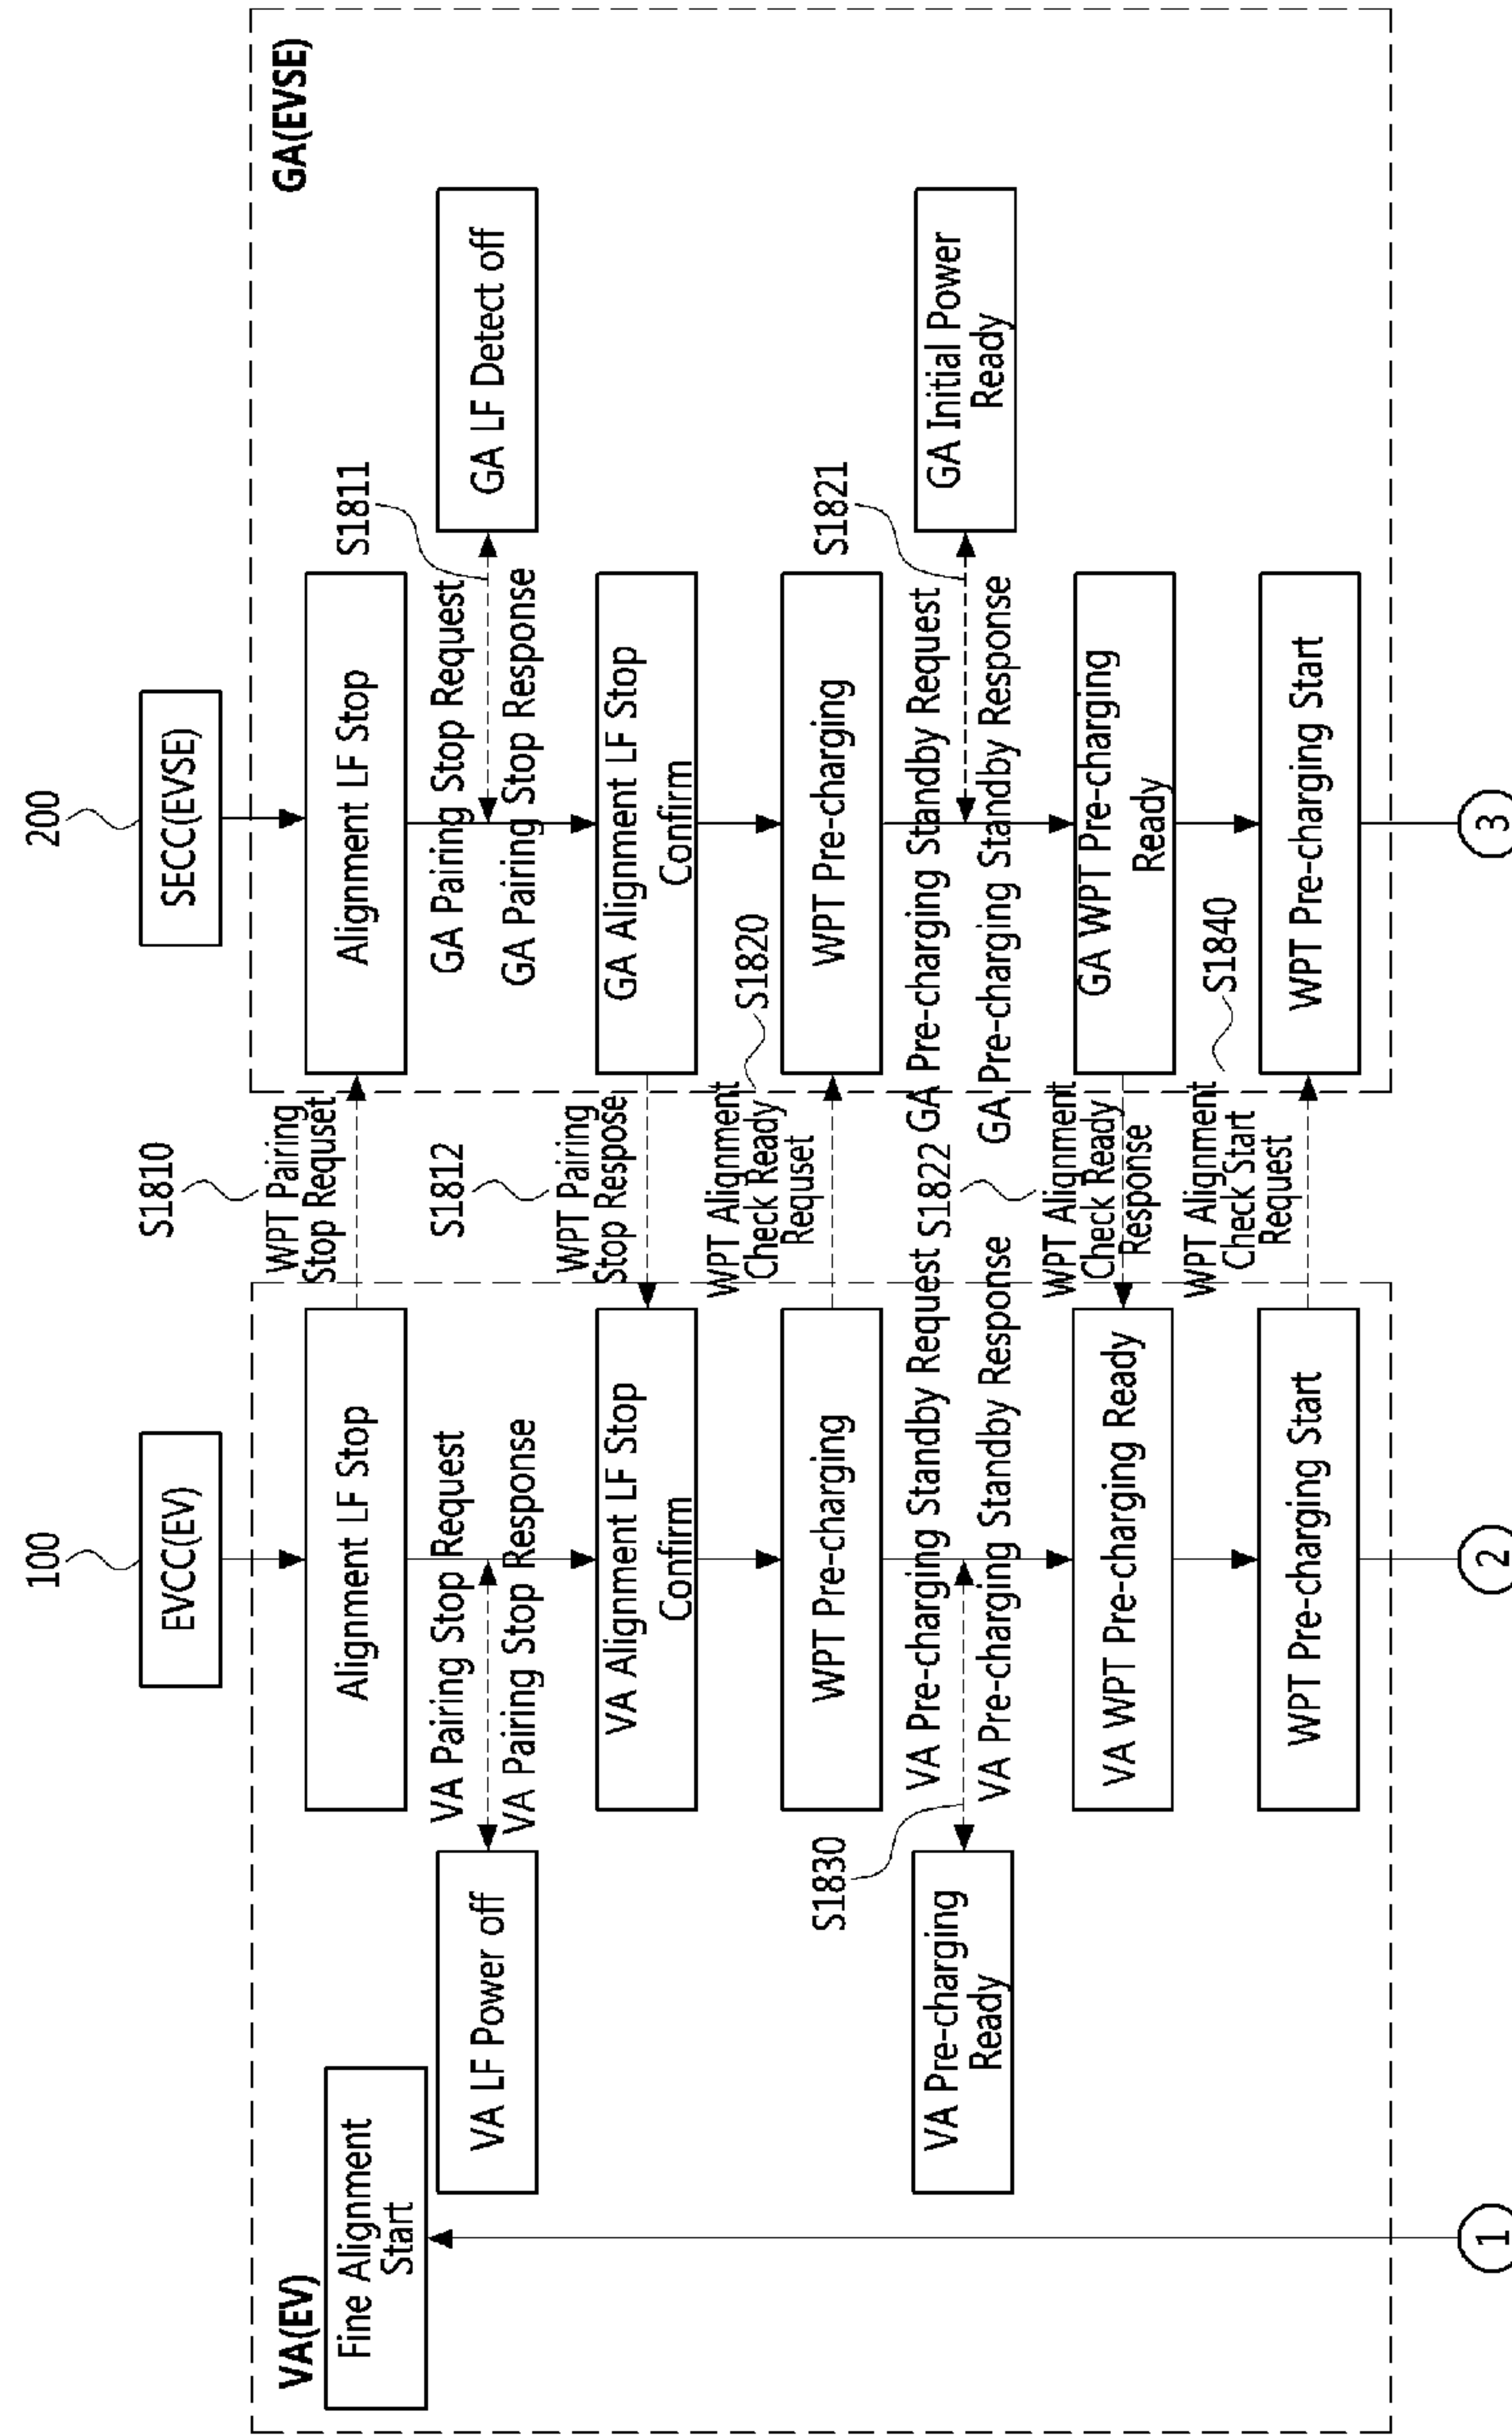 100
200
EVCC(EV)
SECC(EVSE)
VA(EV)
GA(EVSE)
Fine Alignment
Start
Alignment LF Stop
S1810
WPT Pairing
Stop Requset
Alignment LF Stop
VA LF Power off
VA Pairing Stop Request
VA Pairing Stop Response
GA Pairing Stop Request
GA Pairing Stop Response
S1811
GA LF Detect off
VA Alignment LF Stop
Confirm
S1812
WPT Pairing
Stop Respose
GA Alignment LF Stop
Confirm
WPT Pre-charging
WPT Alignment
Check Ready
Requset
S1820
WPT Pre-charging
S1830
VA Pre-charging
Ready
VA Pre-charging Standby Request
VA Pre-charging Standby Response
GA Pre-charging Standby Request
GA Pre-charging Standby Response
S1821
GA Initial Power
Ready
VA WPT Pre-charging Ready
S1822
WPT Alignment
Check Ready
Response
GA WPT Pre-charging
Ready
WPT Pre-charging Start
WPT Alignment
Check Start
Request
S1840
WPT Pre-charging Start
1
2
3